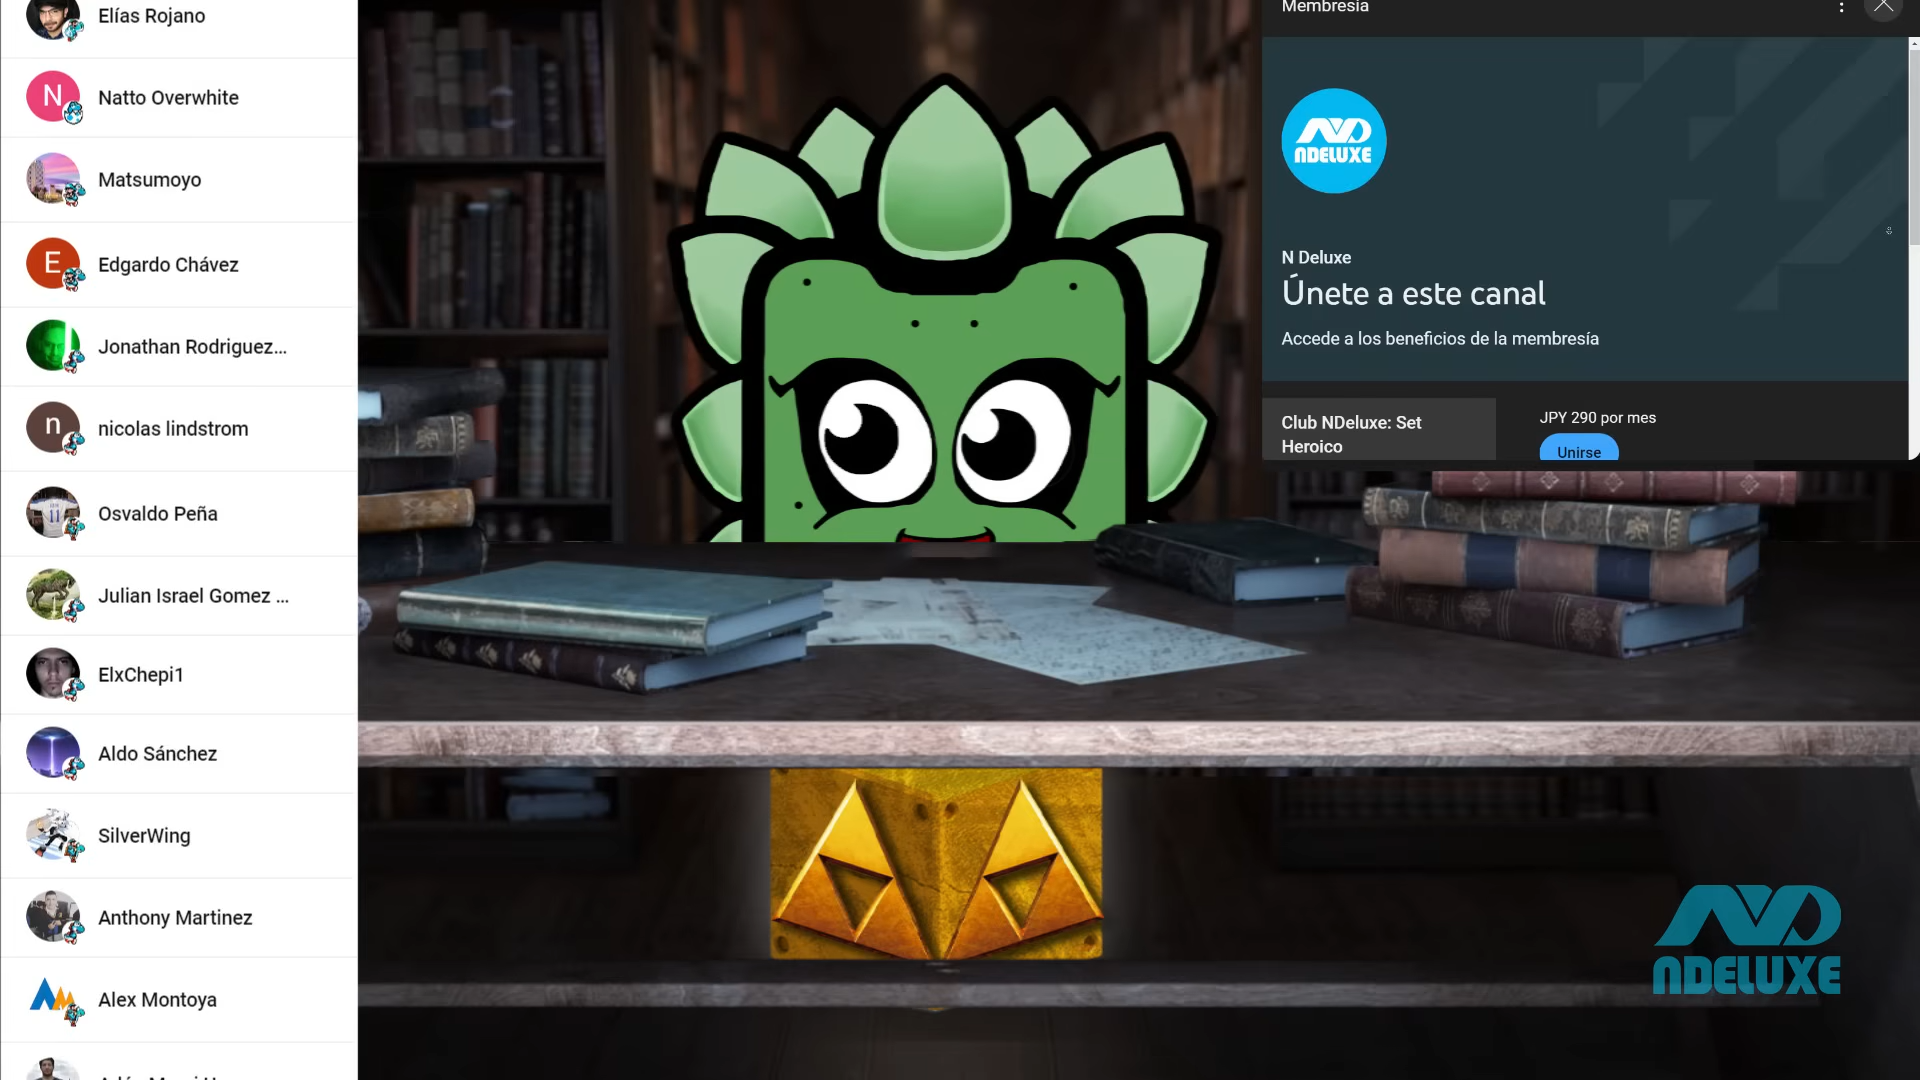 Elías Rojano
Natto Overwhite
N
Matsumoyo
Edgardo Chávez
E
Jonathan Rodriguez...
nicolas lindstrom
n
Osvaldo Peña
11
Julian Israel Gomez ...
ElxChepi1
Aldo Sánchez
SilverWing
Anthony Martinez
Alex Montoya
Membresía
NDELUXE
N Deluxe
Únete a este canal
Accede a los beneficios de la membresía
Club NDeluxe: Set
Heroico
JPY 290 por mes
Unirse
NDELUXE